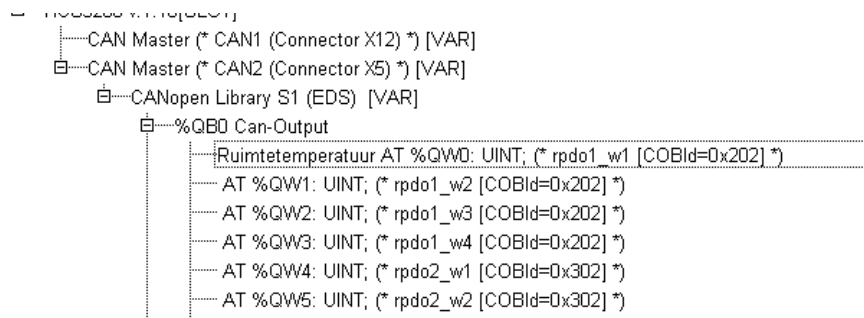 CAN Master (* CAN1 (Connector X12) *) [VAR]
CAN Master (* CAN2 (Connector X5) *) [VAR]
CANopen Library S1 (EDS) [VAR]
%QB0 Can-Output
Ruimtetemperatuur AT %QW0: UINT; (* rpdo1_w1 [COBId=0x202] *)
AT %QW1: UINT; (* rpdo1_w2 [COBId=0x202] *)
AT %QW2: UINT; (* rpdo1_w3 [COBId=0x202] *)
AT %QW3: UINT; (* rpdo1_w4 [COBId=0x202] *)
AT %QW4: UINT; (* rpdo2_w1 [COBId=0x302] *)
AT %QW5: UINT; (* rpdo2_w2 [COBId=0x302] *)